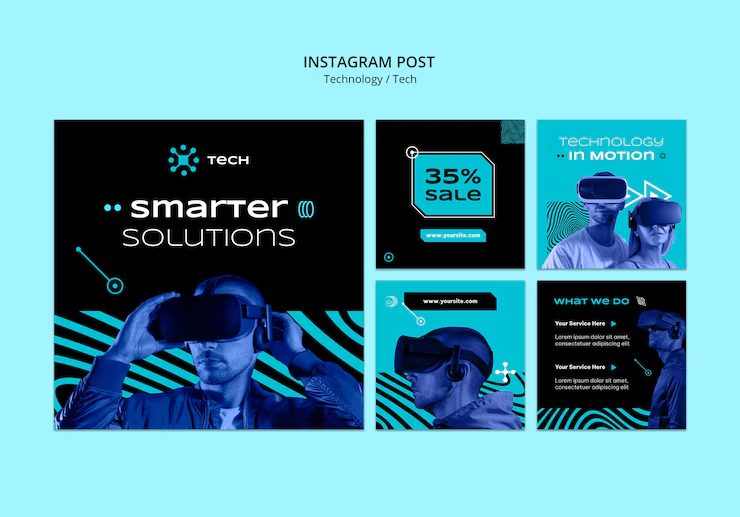 INSTAGRAM POST
Technology / Tech
TECH
smarter
solutions
35%
sale
www.yoursite.com
Technology
in motion
www.yoursite.com
what we do
Your Service Here
Lorem ipsum dolor sit amet,
consectetuer adipiscing elit
Your Service Here
Lorem ipsum dolor sit amet,
consectetuer adipiscing elit